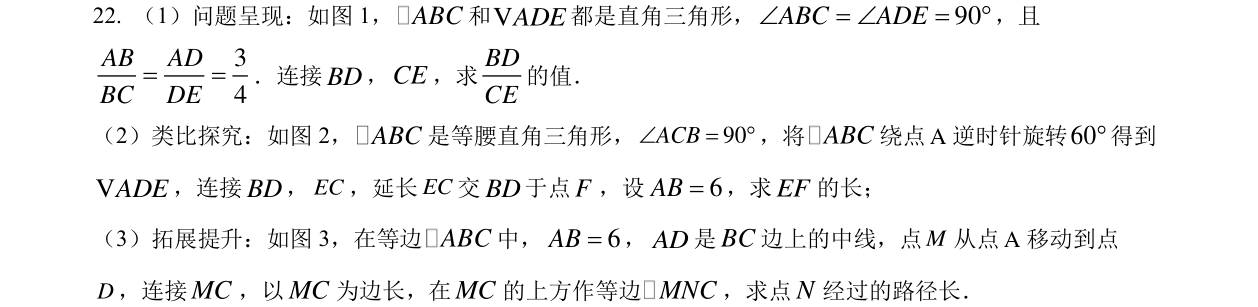 22. （1）问题呈现：如图 1，□ABC 和 VADE 都是直角三角形，∠ABC = ∠ADE = 90°，且
AB/BC = AD/DE = 3/4．连接 BD，CE，求 BD/CE 的值．
（2）类比探究：如图 2，□ABC 是等腰直角三角形，∠ACB = 90°，将□ABC 绕点 A 逆时针旋转 60° 得到
VADE，连接 BD，EC，延长 EC 交 BD 于点 F，设 AB = 6，求 EF 的长；
（3）拓展提升：如图 3，在等边□ABC 中，AB = 6，AD 是 BC 边上的中线，点 M 从点 A 移动到点
D，连接 MC，以 MC 为边长，在 MC 的上方作等边□MNC，求点 N 经过的路径长．